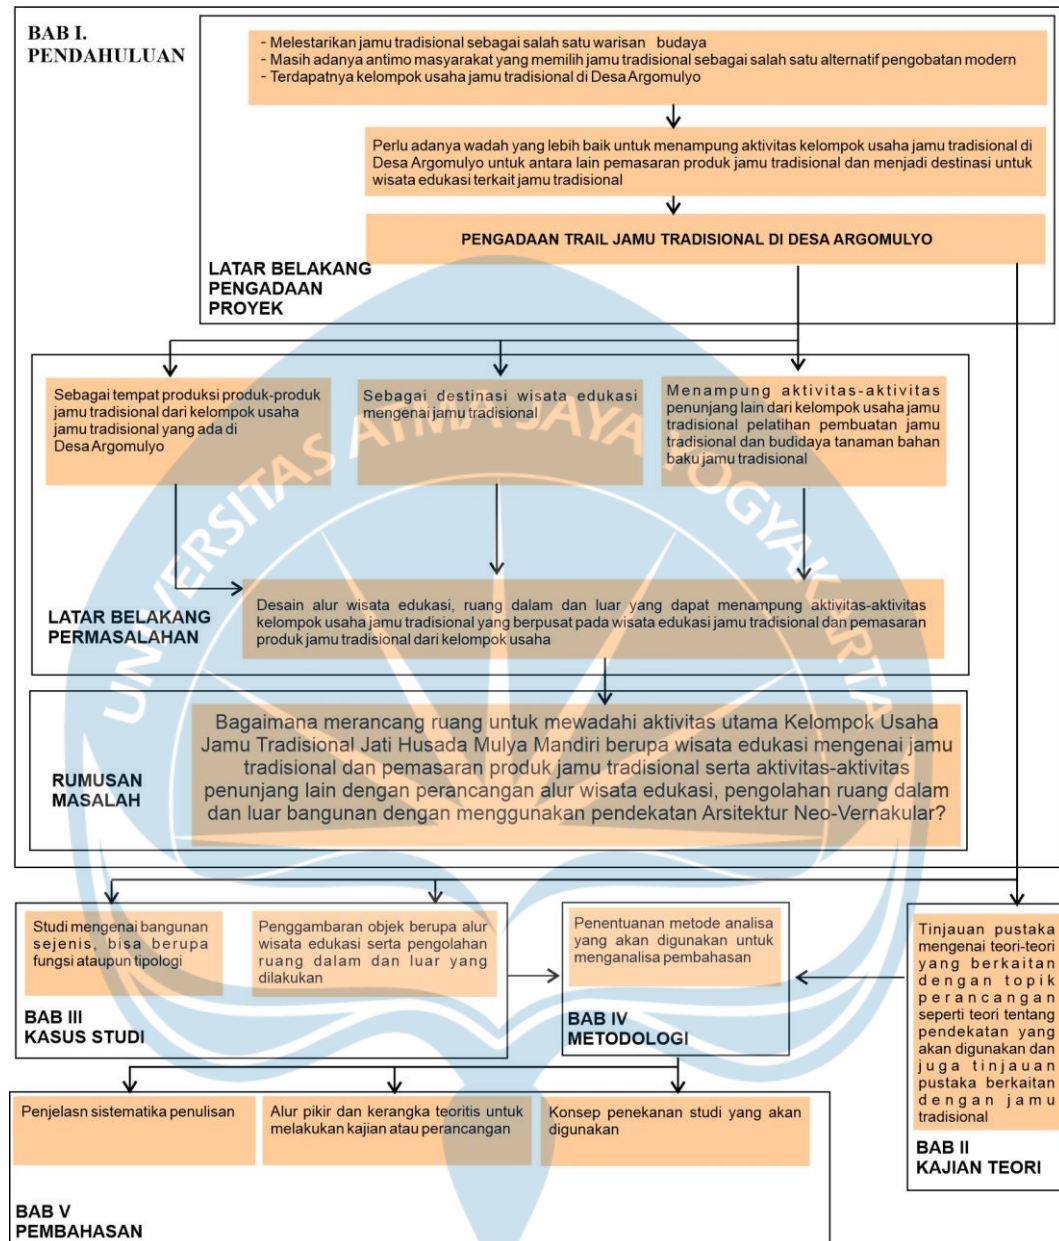 BAB I.
PENDAHULUAN
- Melestarikan jamu tradisional sebagai salah satu warisan budaya
- Masih adanya antimo masyarakat yang memilih jamu tradisional sebagai salah satu alternatif pengobatan modern
- Terdapatnya kelompok usaha jamu tradisional di Desa Argomulyo
Perlu adanya wadah yang lebih baik untuk menampung aktivitas kelompok usaha jamu tradisional di
Desa Argomulyo untuk antara lain pemasaran produk jamu tradisional dan menjadi destinasi untuk
wisata edukasi terkait jamu tradisional
PENGADAAN TRAIL JAMU TRADISIONAL DI DESA ARGOMULYO
LATAR BELAKANG
PENGADAAN
PROYEK
Sebagai tempat produksi produk-produk
jamu tradisional dari kelompok usaha
jamu tradisional yang ada di
Desa Argomulyo
Sebagai destinasi wisata edukasi
mengenai jamu tradisional
Menampung aktivitas-aktivitas
penunjang lain dari kelompok usaha jamu
tradisional pelatihan pembuatan jamu
tradisional dan budidaya tanaman bahan
baku jamu tradisional
UNIVERSITAS ATMA JAYA YOGYAKARTA
LATAR BELAKANG
PERMASALAHAN
Desain alur wisata edukasi, ruang dalam dan luar yang dapat menampung aktivitas-aktivitas
kelompok usaha jamu tradisional yang berpusat pada wisata edukasi jamu tradisional dan pemasaran
produk jamu tradisional dari kelompok usaha
RUMUSAN
MASALAH
Bagaimana merancang ruang untuk mewadahi aktivitas utama Kelompok Usaha
Jamu Tradisional Jati Husada Mulya Mandiri berupa wisata edukasi mengenai jamu
tradisional dan pemasaran produk jamu tradisional serta aktivitas-aktivitas
penunjang lain dengan perancangan alur wisata edukasi, pengolahan ruang dalam
dan luar bangunan dengan menggunakan pendekatan Arsitektur Neo-Vernakular?
Studi mengenai bangunan
sejenis, bisa berupa
fungsi ataupun tipologi
Penggambaran objek berupa alur
wisata edukasi serta pengolahan
ruang dalam dan luar yang
dilakukan
BAB III
KASUS STUDI
Penentuanan metode analisa
yang akan digunakan untuk
menganalisa pembahasan
BAB IV
METODOLOGI
Tinjauan pustaka
mengenai teori-teori
yang berkaitan
dengan topik
perancangan
seperti teori tentang
pendekatan yang
akan digunakan dan
juga tinjauan
pustaka berkaitan
dengan jamu
tradisional
BAB II
KAJIAN TEORI
Penjelasn sistematika penulisan
Alur pikir dan kerangka teoritis untuk
melakukan kajian atau perancangan
Konsep penekanan studi yang akan
digunakan
BAB V
PEMBAHASAN